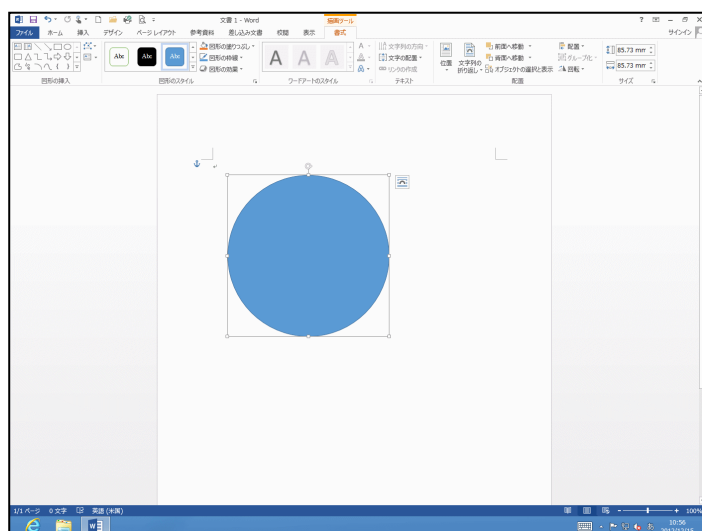 文書 1 - Word
描画ツール
ファイル ホーム 挿入 デザイン ページ レイアウト 参考資料 差し込み文書 校閲 表示 書式
サインイン
Abc Abc Abc
図形の塗りつぶし
図形の枠線
図形の効果
A A A
文字列の方向
文字の配置
リンクの作成
位置
文字列の
折り返し
前面へ移動
背面へ移動
オブジェクトの選択と表示
配置
グループ化
回転
85.73 mm
85.73 mm
図形の挿入 図形のスタイル ワードアートのスタイル テキスト 配置 サイズ
1/1 ページ 0 文字 英語 (米国)
100%
10:56
2012/12/15